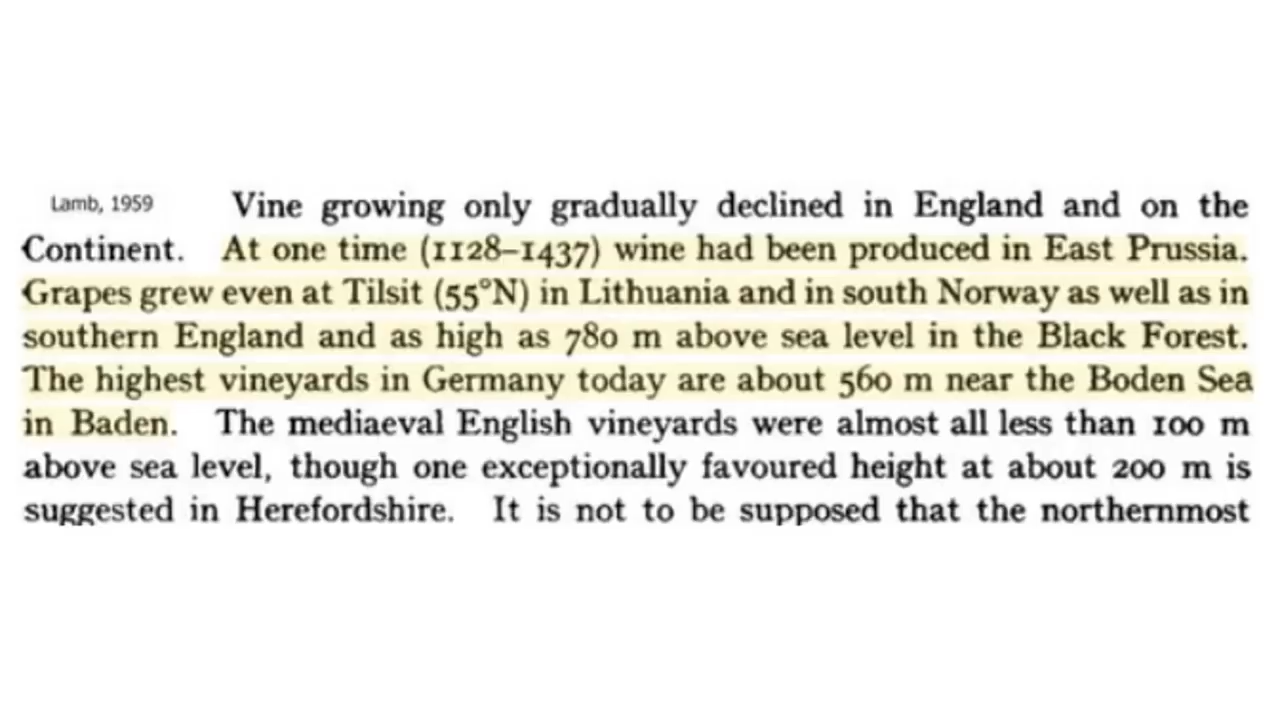 Lamb, 1959 Vine growing only gradually declined in England and on the
Continent. At one time (1128–1437) wine had been produced in East Prussia.
Grapes grew even at Tilsit (55°N) in Lithuania and in south Norway as well as in
southern England and as high as 780 m above sea level in the Black Forest.
The highest vineyards in Germany today are about 560 m near the Boden Sea
in Baden. The mediaeval English vineyards were almost all less than 100 m
above sea level, though one exceptionally favoured height at about 200 m is
suggested in Herefordshire. It is not to be supposed that the northernmost